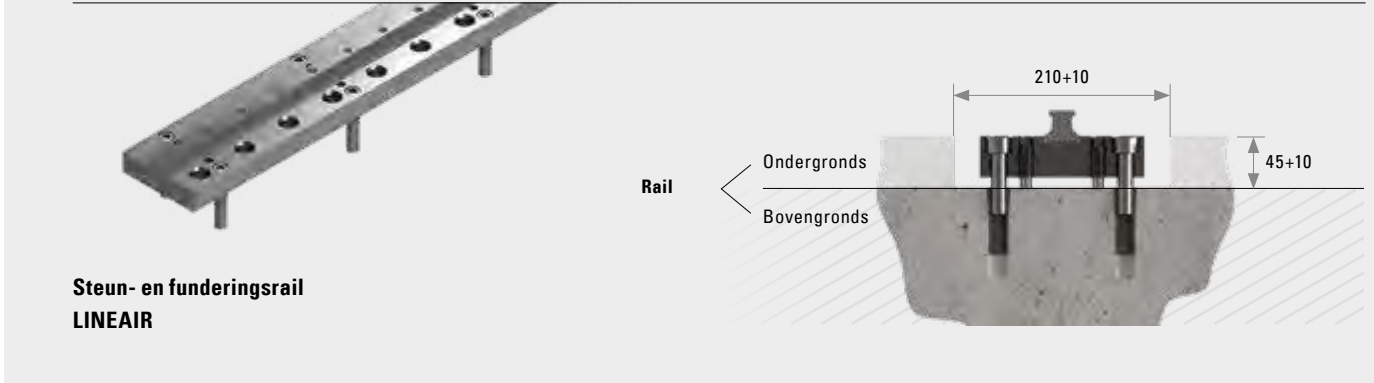 210+10
Ondergronds
45+10
Rail
Bovengronds
Steun- en funderingsrail
LINEAIR